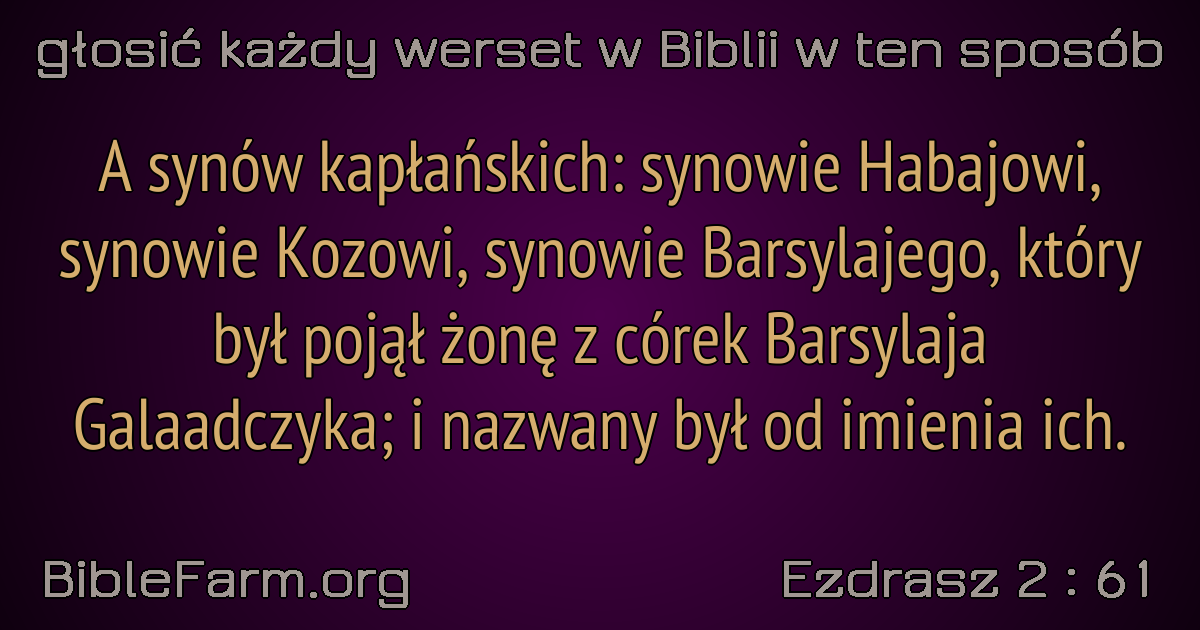 głosić każdy werset w Biblii w ten sposób
A synów kapłańskich: synowie Habajowi,
synowie Kozowi, synowie Barsylajego, który
był pojął żonę z córek Barsylaja
Galaadczyka; i nazwany był od imienia ich.
BibleFarm.org
Ezdrasz 2 : 61